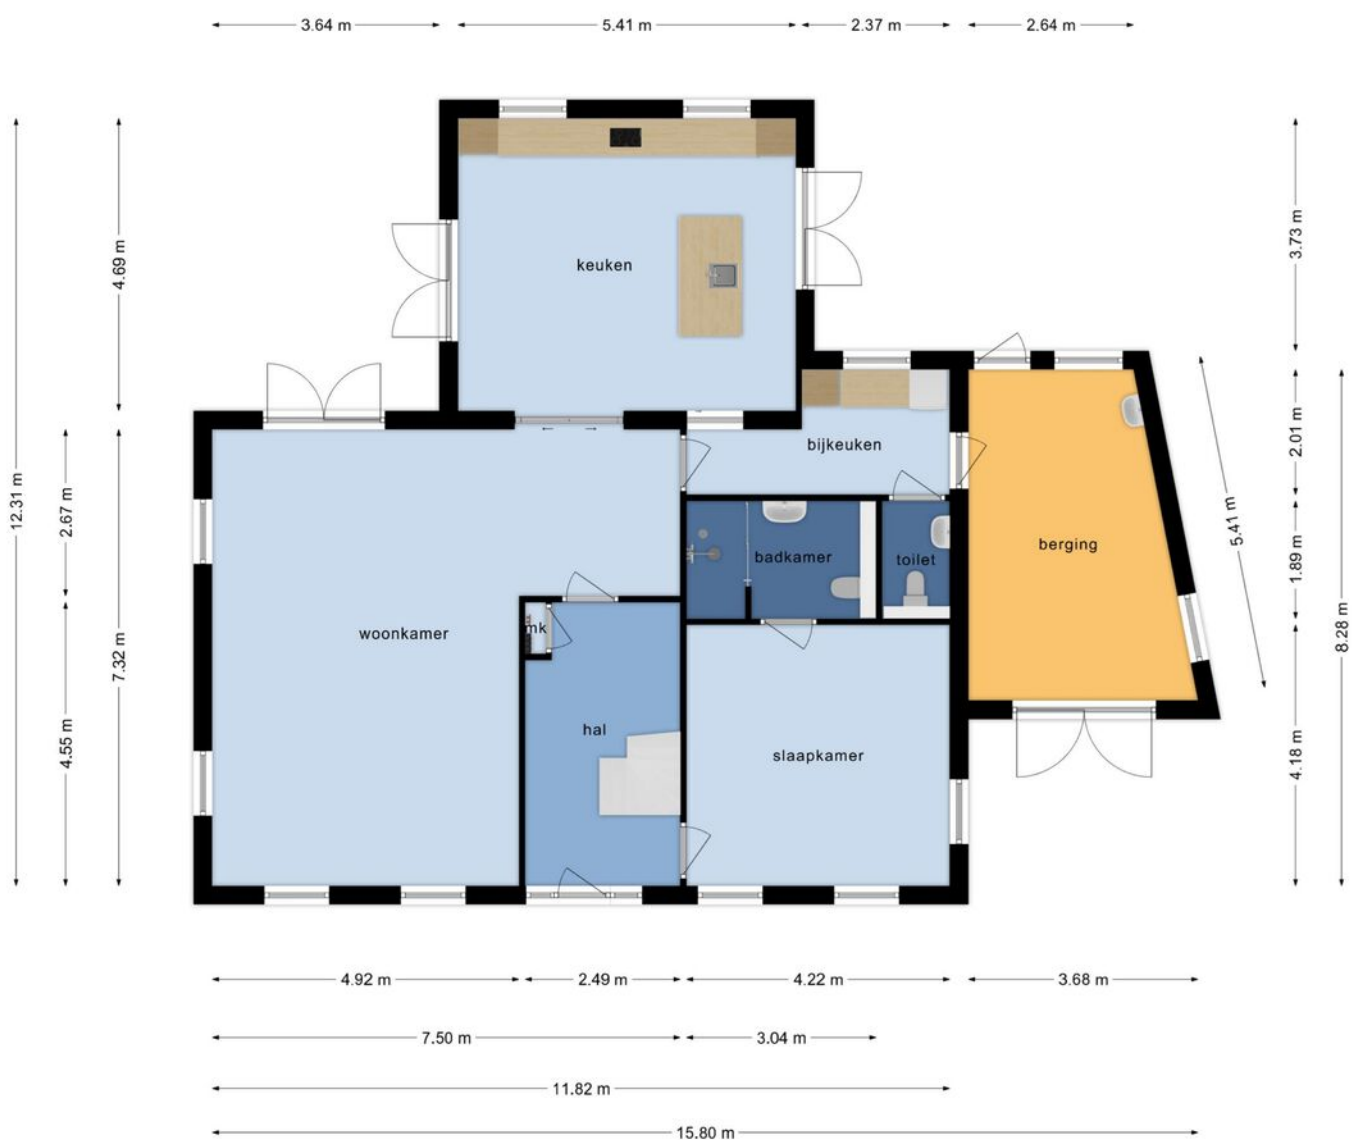 3.64 m
5.41 m
2.37 m
2.64 m
12.31 m
4.69 m
3.73 m
keuken
2.67 m
7.32 m
4.55 m
bijkeuken
2.01 m
5.41 m
8.28 m
berging
badkamer
toilet
1.89 m
mk
woonkamer
hal
slaapkamer
4.18 m
4.92 m
2.49 m
4.22 m
3.68 m
7.50 m
3.04 m
11.82 m
15.80 m